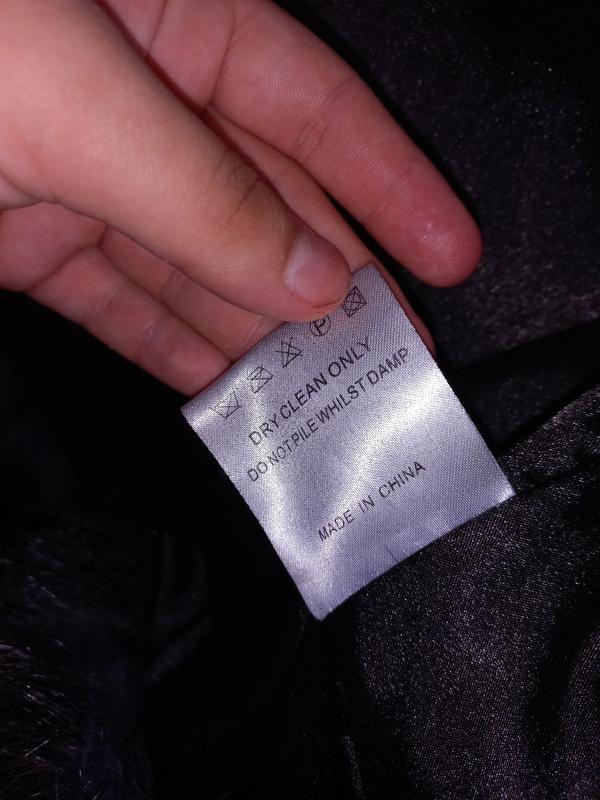 P
DRY CLEAN ONLY
DO NOT PILE WHILST DAMP
MADE IN CHINA